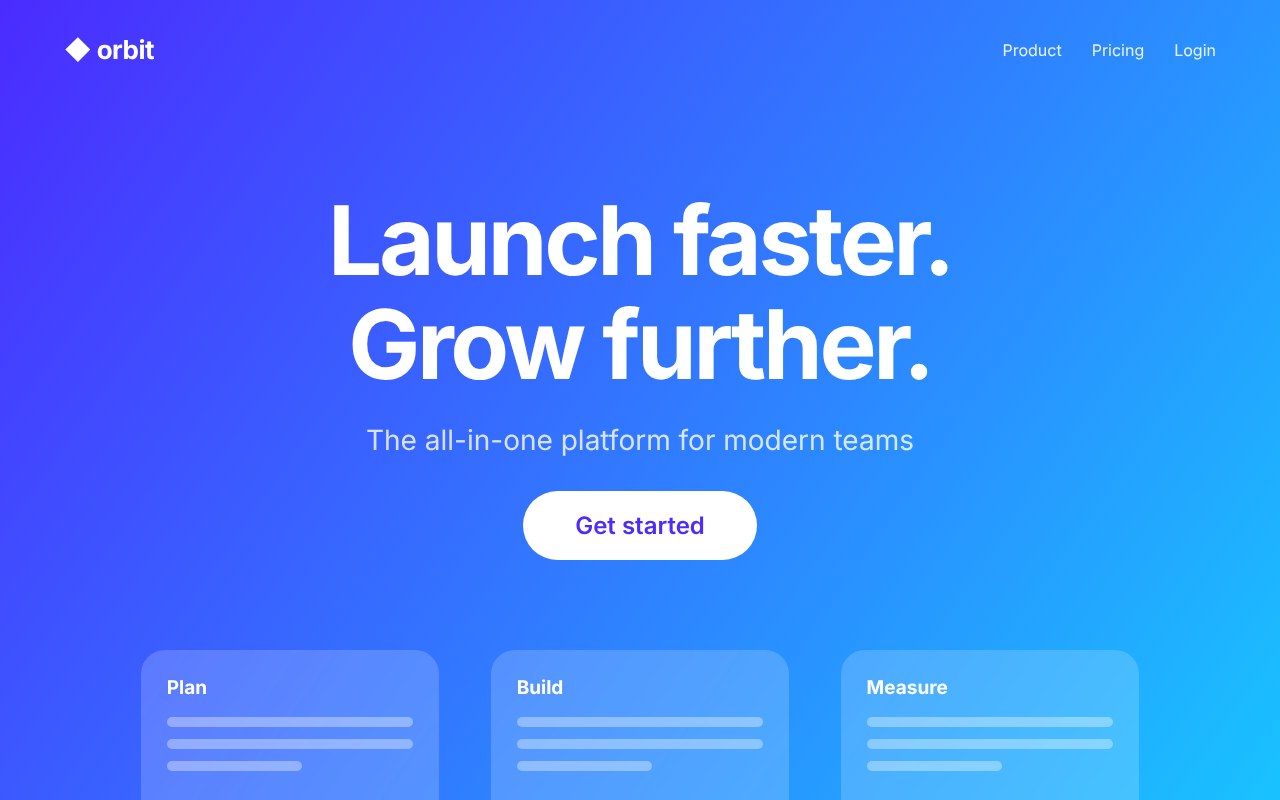 orbit
Product Pricing Login
Launch faster.
Grow further.
The all-in-one platform for modern teams
Get started
Plan
Build
Measure